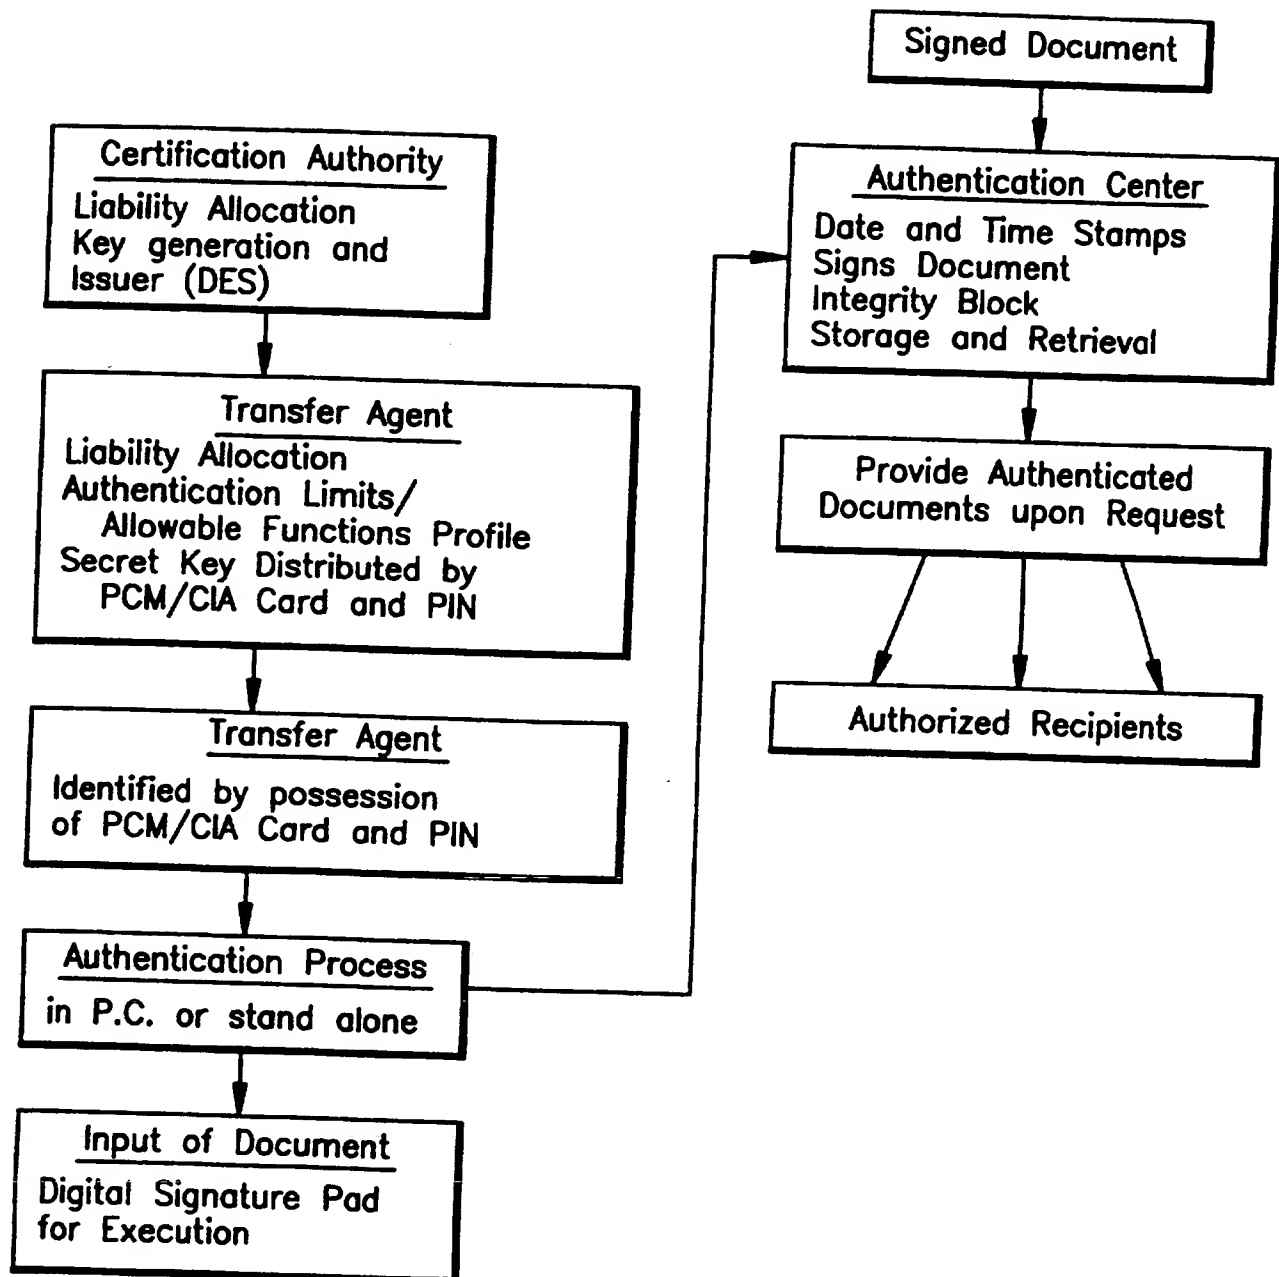 Certification Authority
Liability Allocation
Key generation and
Issuer (DES)
Transfer Agent
Liability Allocation
Authentication Limits/
Allowable Functions Profile
Secret Key Distributed by
PCM/CIA Card and PIN
Transfer Agent
Identified by possession
of PCM/CIA Card and PIN
Authentication Process
in P.C. or stand alone
Input of Document
Digital Signature Pad
for Execution
Signed Document
Authentication Center
Date and Time Stamps
Signs Document
Integrity Block
Storage and Retrieval
Provide Authenticated
Documents upon Request
Authorized Recipients